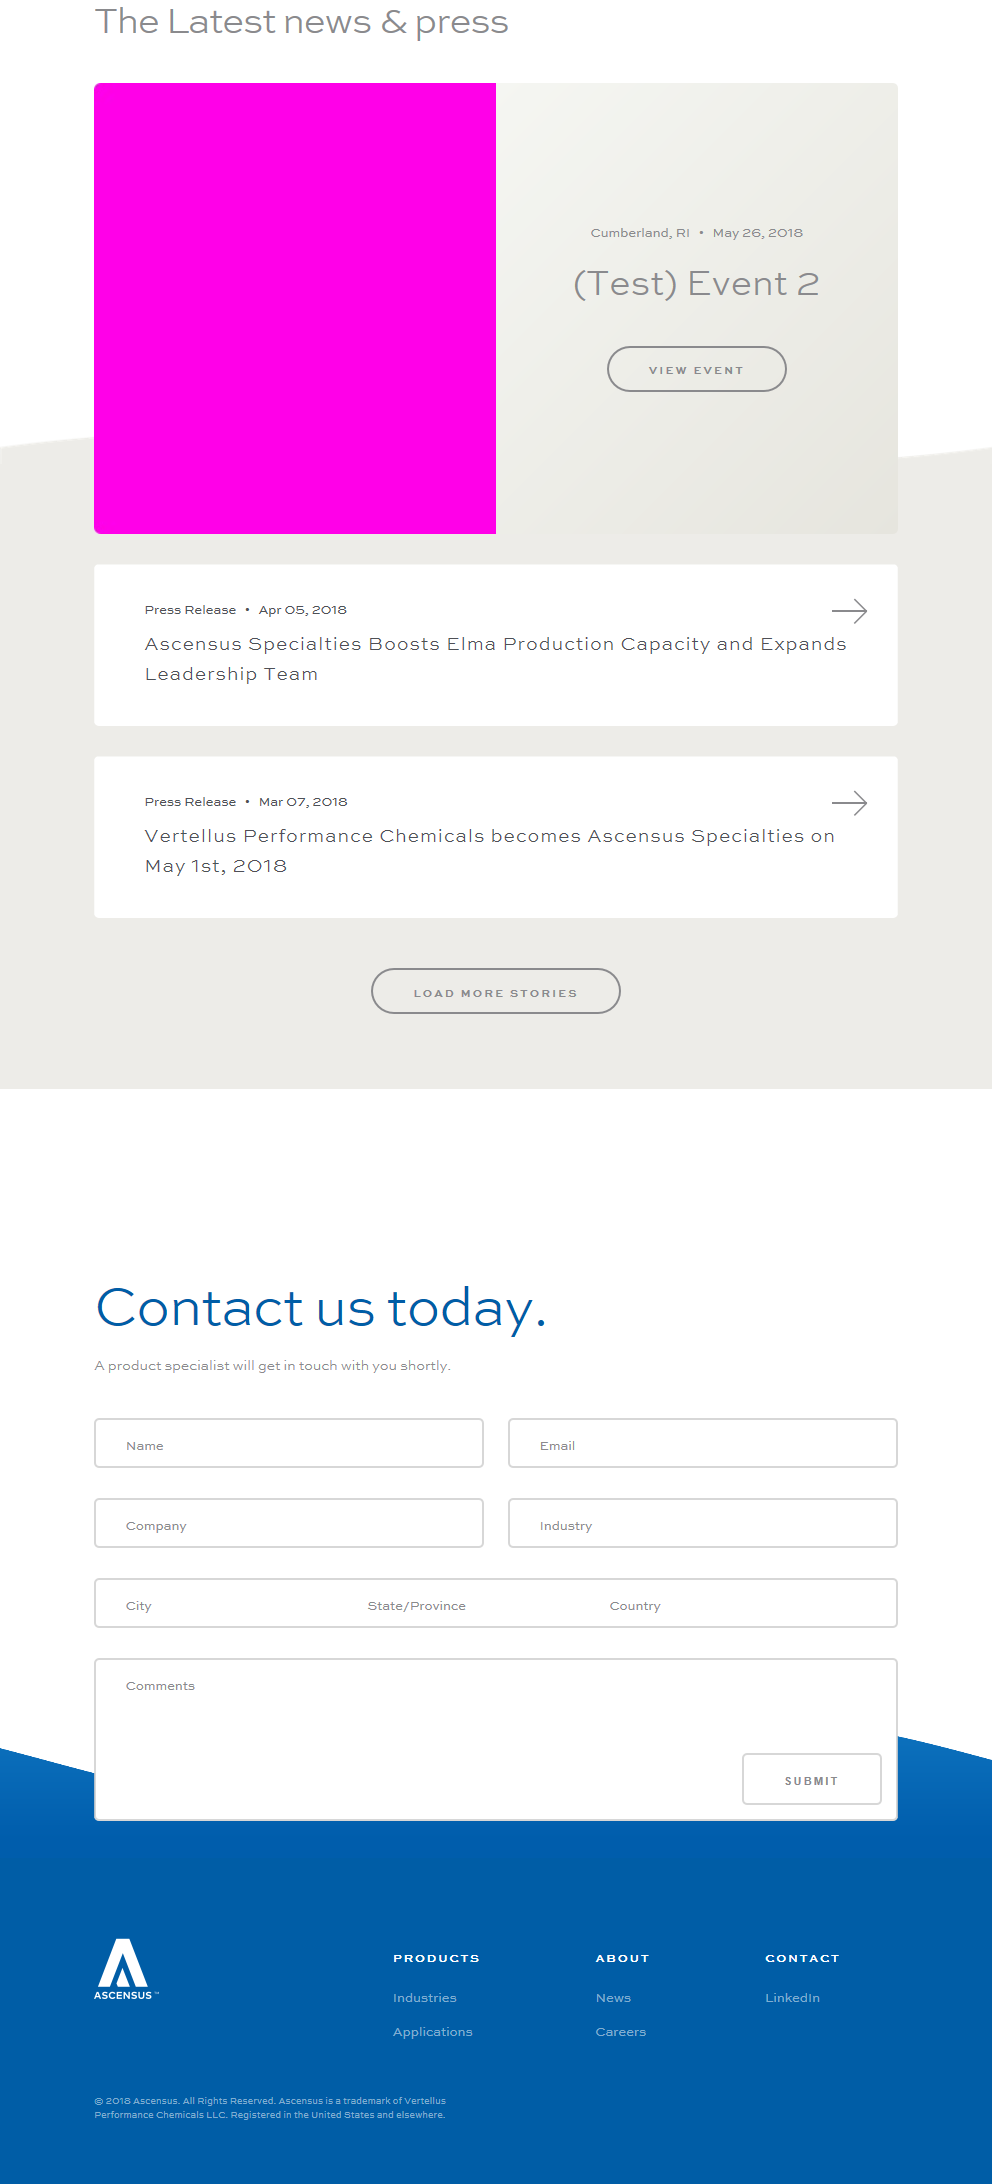 The Latest news & press
Cumberland, RI • May 26, 2018
(Test) Event 2
VIEW EVENT
Press Release • Apr 05, 2018
Ascensus Specialties Boosts Elma Production Capacity and Expands
Leadership Team
Press Release • Mar 07, 2018
Vertellus Performance Chemicals becomes Ascensus Specialties on
May 1st, 2018
LOAD MORE STORIES
Contact us today.
A product specialist will get in touch with you shortly.
Name Email
Company Industry
City State/Province Country
Comments
SUBMIT
ASCENSUS™
PRODUCTS ABOUT CONTACT
Industries News LinkedIn
Applications Careers
© 2018 Ascensus. All Rights Reserved. Ascensus is a trademark of Vertellus
Performance Chemicals LLC. Registered in the United States and elsewhere.